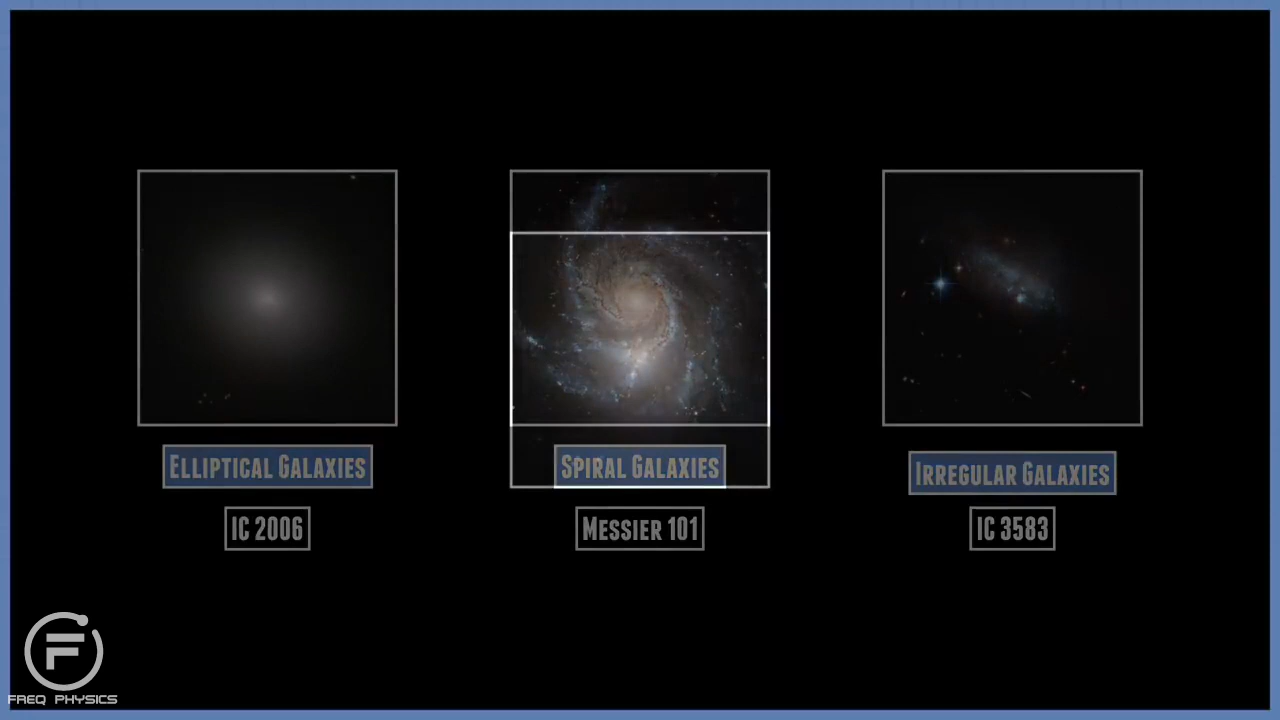 Elliptical Galaxies
Spiral Galaxies
Irregular Galaxies
IC 2006
Messier 101
IC 3583
F
FREQ PHYSICS